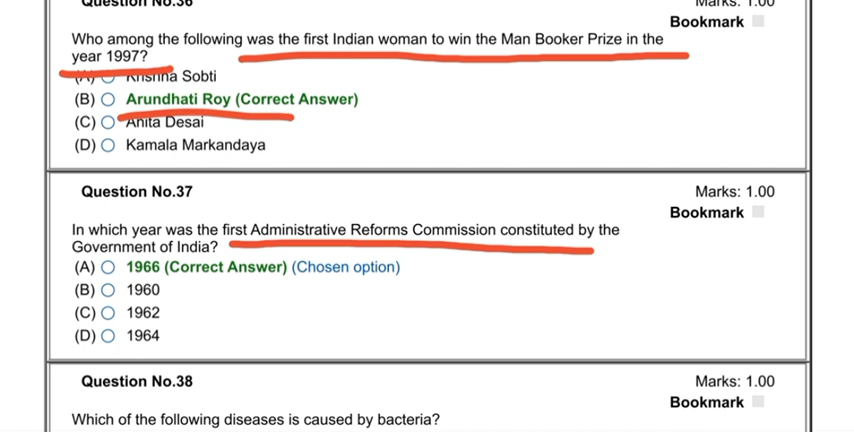 Question No.36
Marks: 1.00
Bookmark
Who among the following was the first Indian woman to win the Man Booker Prize in the
year 1997?
(A) Krishna Sobti
(B) Arundhati Roy (Correct Answer)
(C) Anita Desai
(D) Kamala Markandaya
Question No.37
Marks: 1.00
Bookmark
In which year was the first Administrative Reforms Commission constituted by the
Government of India?
(A) 1966 (Correct Answer) (Chosen option)
(B) 1960
(C) 1962
(D) 1964
Question No.38
Marks: 1.00
Bookmark
Which of the following diseases is caused by bacteria?